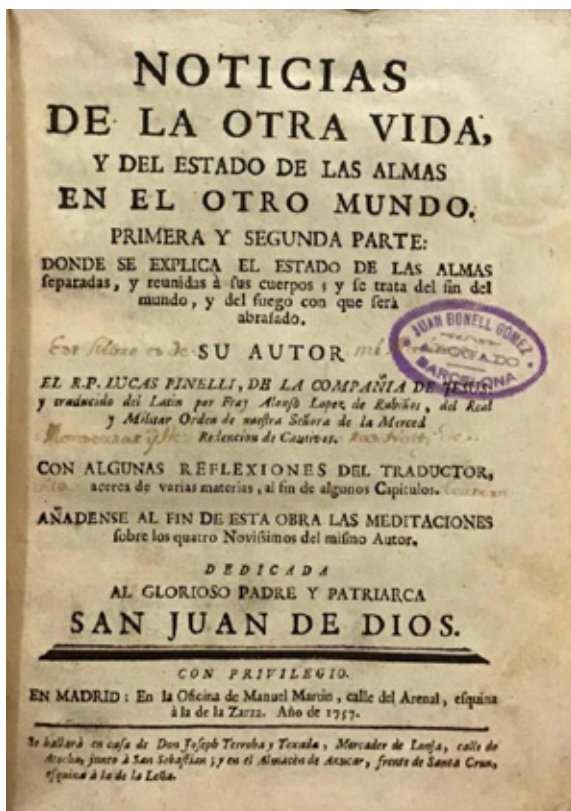 NOTICIAS
DE LA OTRA VIDA,
Y DEL ESTADO DE LAS ALMAS
EN EL OTRO MUNDO.
PRIMERA Y SEGUNDA PARTE:
DONDE SE EXPLICA EL ESTADO DE LAS ALMAS
separadas, y reunidas à sus cuerpos; y se trata del fin del
mundo, y del fuego con que serà
abrasado.
Este libro es de
SU AUTOR
JUAN BONELL GOMEZ
ABOGADO
BARCELONA
EL R.P. LUCAS PINELLI, DE LA COMPAÑIA DE JESUS:
y traducido del Latin por Fray Alonso Lopez de Rubiños, del Real
y Militar Orden de nuestra Señora de la Merced
Redencion de Cautivos.
CON ALGUNAS REFLEXIONES DEL TRADUCTOR,
acerca de varias materias, al fin de algunos Capitulos.
AÑADENSE AL FIN DE ESTA OBRA LAS MEDITACIONES
sobre los quatro Novissimos del mismo Autor.
DEDICADA
AL GLORIOSO PADRE Y PATRIARCA
SAN JUAN DE DIOS.
CON PRIVILEGIO.
EN MADRID: En la Oficina de Manuel Martin, calle del Arenal, esquina
à la de la Zarza. Año de 1757.
Se hallarà en casa de Don Joseph Terroba y Texada, Mercader de Lonja, calle de
Atocha, junto à San Sebastian; y en el Almacèn de Azucar, frente de Santa Cruz,
esquina à la de la Leña.